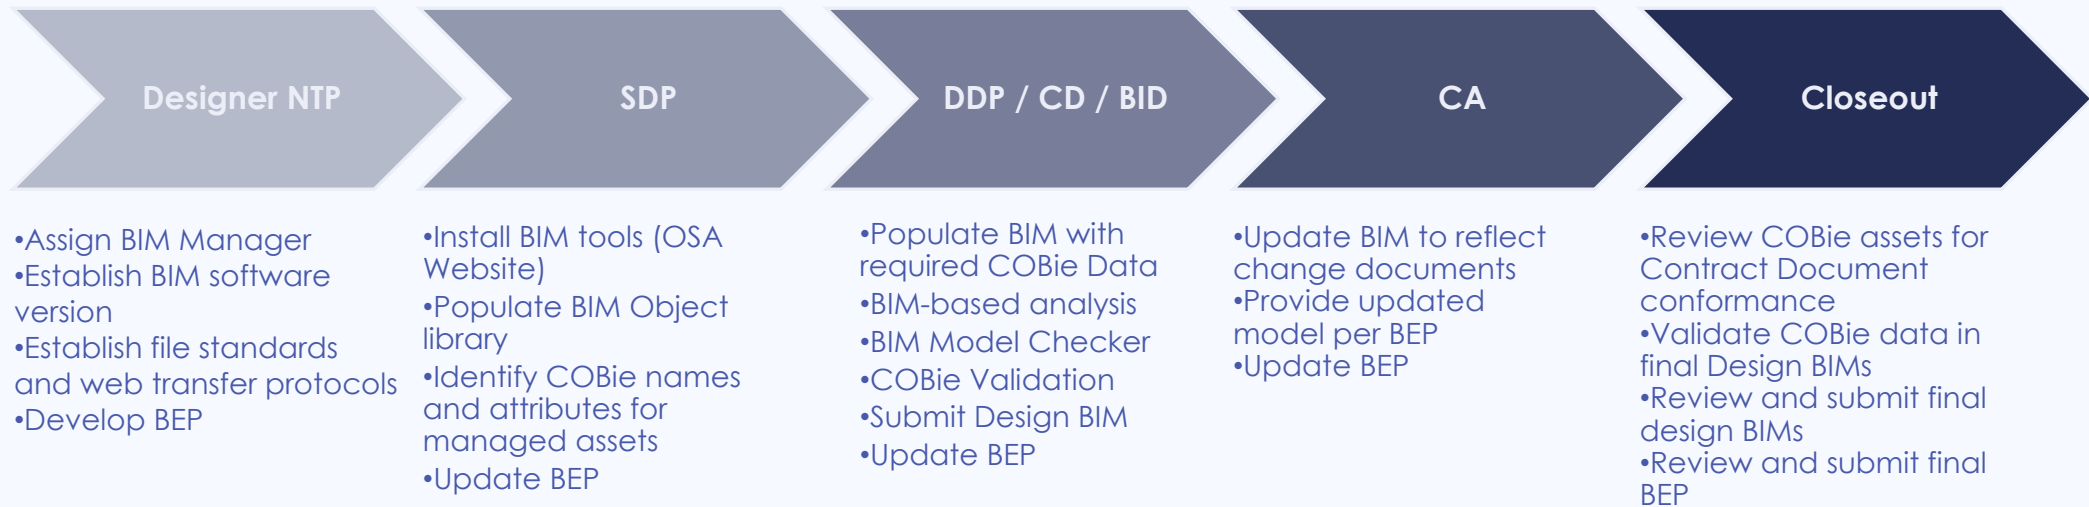 Designer NTP
SDP
DDP / CD / BID
CA
Closeout
•Assign BIM Manager
•Establish BIM software
version
•Establish file standards
and web transfer protocols
•Develop BEP
•Install BIM tools (OSA
Website)
•Populate BIM Object
library
•Identify COBie names
and attributes for
managed assets
•Update BEP
•Populate BIM with
required COBie Data
•BIM-based analysis
•BIM Model Checker
•COBie Validation
•Submit Design BIM
•Update BEP
•Update BIM to reflect
change documents
•Provide updated
model per BEP
•Update BEP
•Review COBie assets for
Contract Document
conformance
•Validate COBie data in
final Design BIMs
•Review and submit final
design BIMs
•Review and submit final
BEP